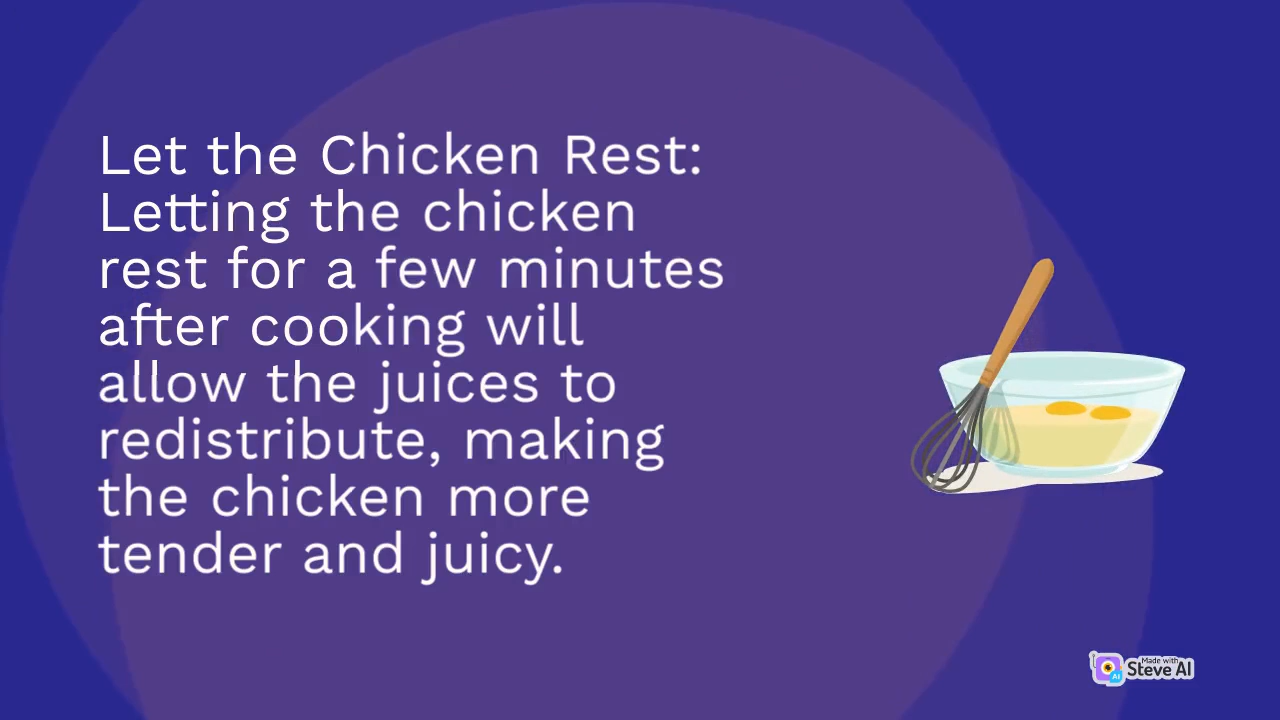 Let the Chicken Rest:
Letting the chicken
rest for a few minutes
after cooking will
allow the juices to
redistribute, making
the chicken more
tender and juicy.
Made with
AI Steve AI